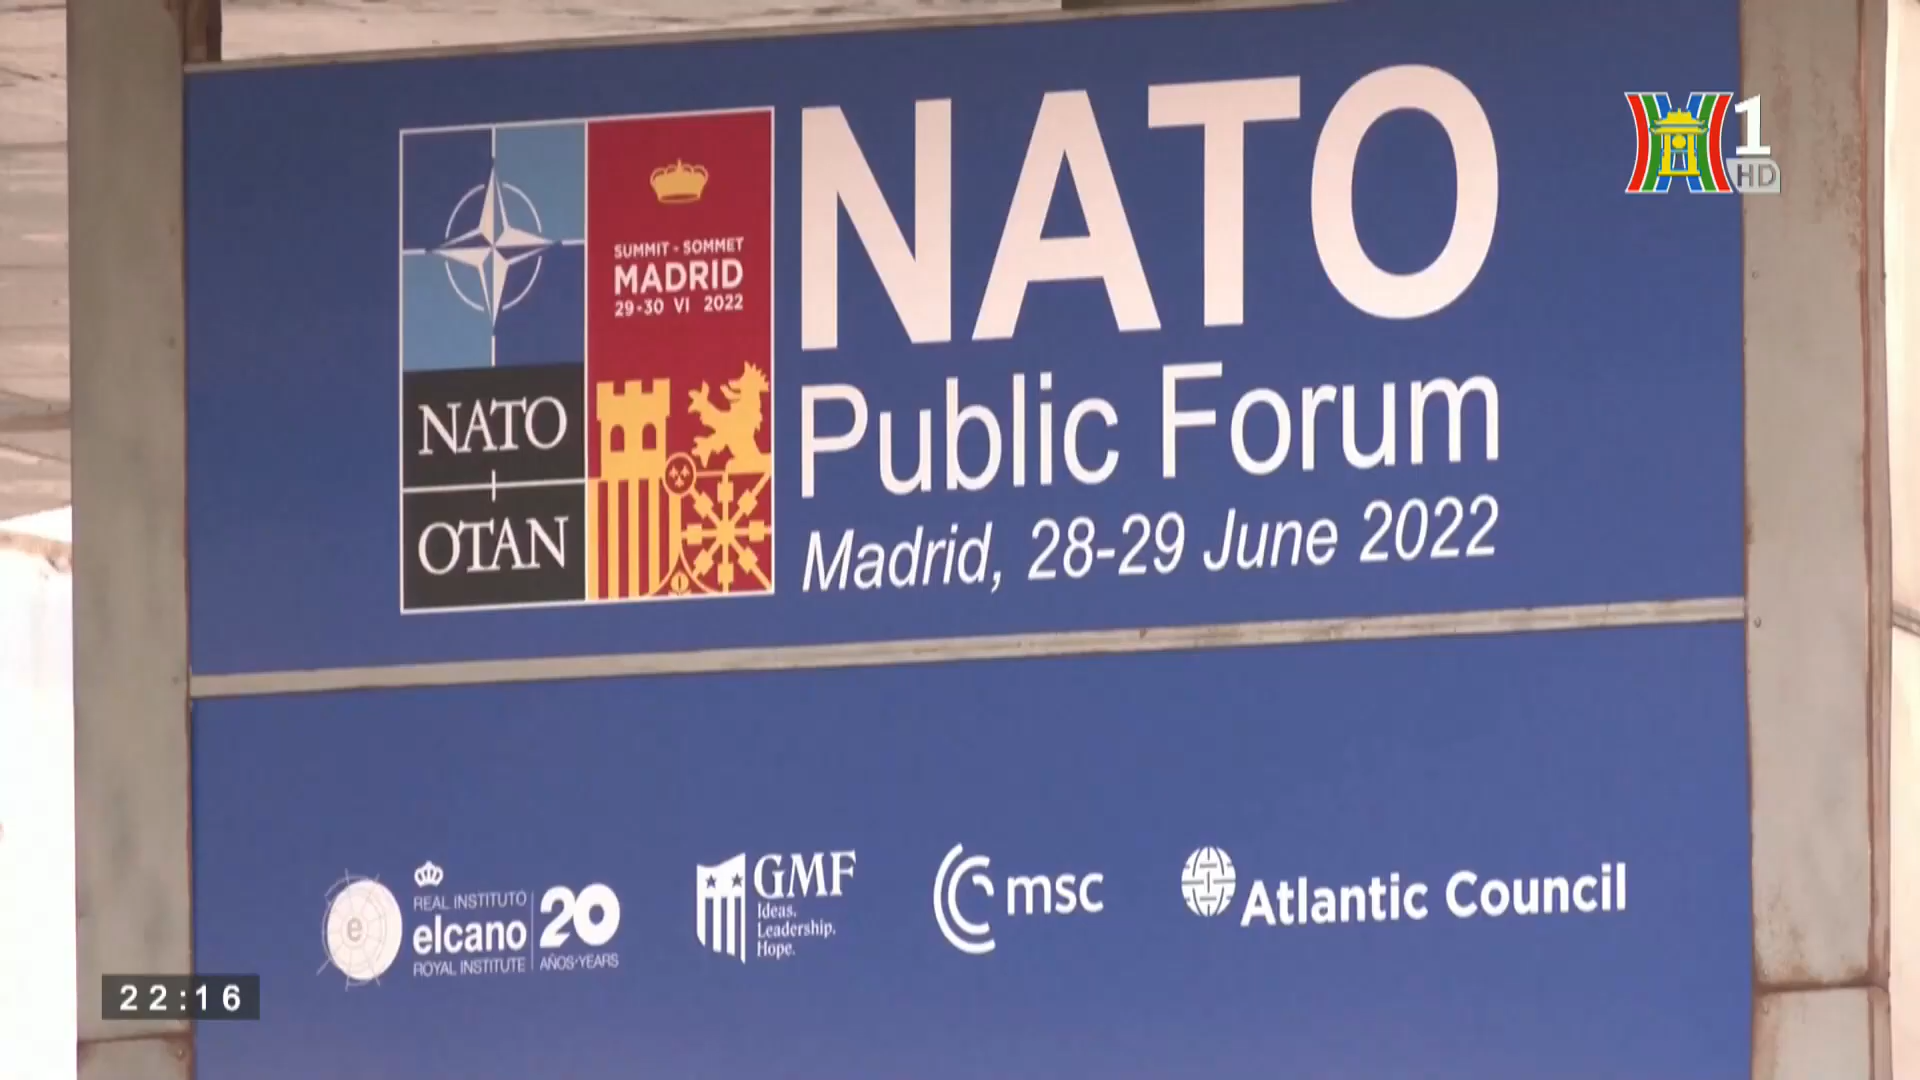 NATO
Public Forum
Madrid, 28-29 June 2022
SUMMIT - SOMMET
MADRID
29-30 VI 2022
NATO
OTAN
1
HD
REAL INSTITUTO
elcano
ROYAL INSTITUTE
e
20
AÑOS·YEARS
GMF
Ideas.
Leadership.
Hope.
msc
Atlantic Council
22:16